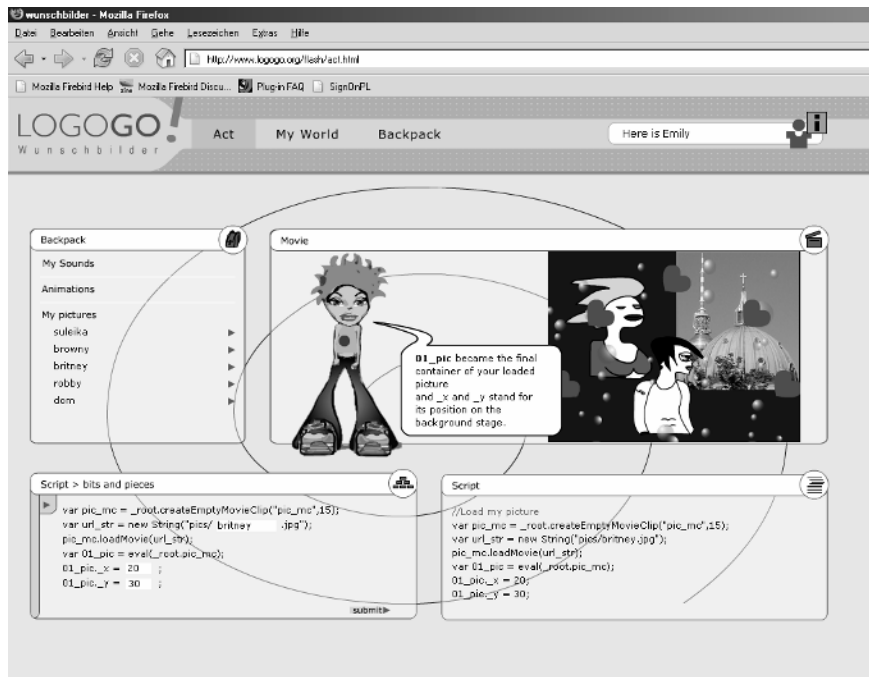 wunschbilder - Mozilla Firefox
Datei Bearbeiten Ansicht Gehe Lesezeichen Extras Hilfe
http://www.logogo.org/flash/act.html
Mozilla Firebird Help Mozilla Firebird Discu... Plug-in FAQ SignOnPL
LOGOGO!
Wunschbilder
Act My World Backpack
Here is Emily
i
Backpack
My Sounds
Animations
My pictures
suleika
browny
britney
robby
dom
Movie
01_pic became the final
container of your loaded
picture
and _x and _y stand for
its position on the
background stage.
Script > bits and pieces
var pic_mc = _root.createEmptyMovieClip("pic_mc",15);
var url_str = new String("pics/ britney .jpg");
pic_mc.loadMovie(url_str);
var 01_pic = eval(_root.pic_mc);
01_pic._x = 20 ;
01_pic._y = 30 ;
submit
Script
//Load my picture
var pic_mc = _root.createEmptyMovieClip("pic_mc",15);
var url_str = new String("pics/britney.jpg");
pic_mc.loadMovie(url_str);
var 01_pic = eval(_root.pic_mc);
01_pic._x = 20;
01_pic._y = 30;